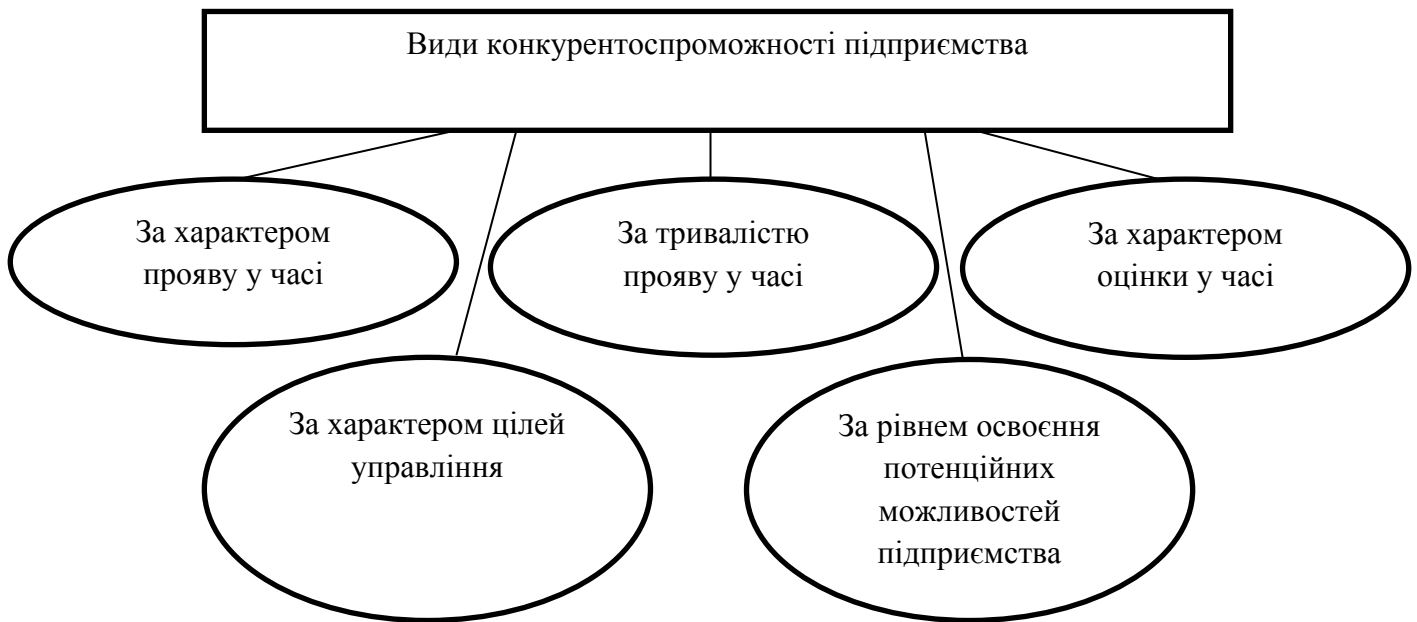 Види конкурентоспроможності підприємства
За характером
прояву у часі
За тривалістю
прояву у часі
За характером
оцінки у часі
За характером цілей
управління
За рівнем освоєння
потенційних
можливостей
підприємства